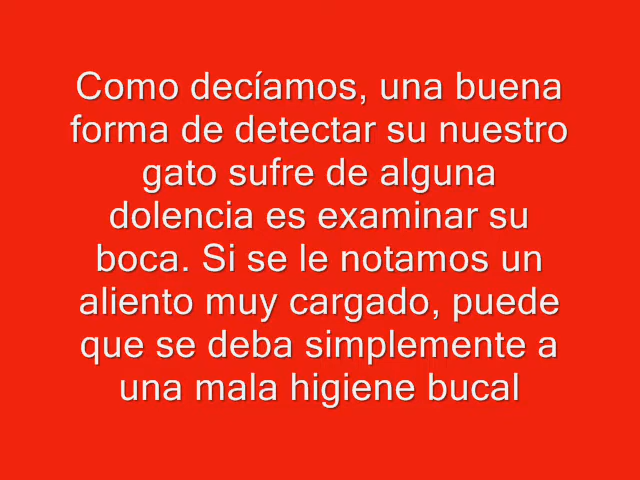 Como decíamos, una buena
forma de detectar su nuestro
gato sufre de alguna
dolencia es examinar su
boca. Si se le notamos un
aliento muy cargado, puede
que se deba simplemente a
una mala higiene bucal